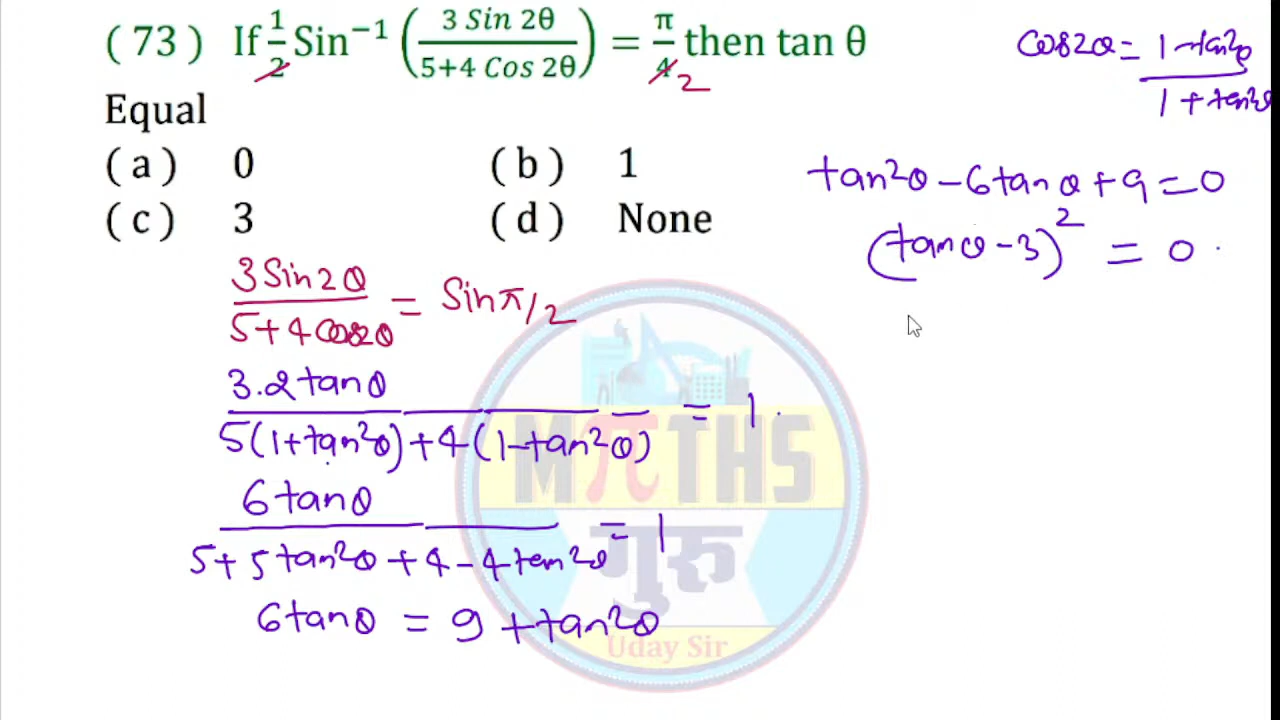 ( 73 ) If 1/2 Sin⁻¹ (3 Sin 2θ / 5+4 Cos 2θ) = π/4 then tan θ
2
Equal
( a ) 0 ( b ) 1
( c ) 3 ( d ) None
cos2θ = 1-tan²θ / 1+tan²θ
tan²θ - 6tanθ + 9 = 0
(tanθ - 3)² = 0
3Sin2θ / 5+4Cos2θ = Sinπ/2
3.2tanθ / 5(1+tan²θ)+4(1-tan²θ) = 1.
6tanθ / 5+5tan²θ+4-4tan²θ = 1
6tanθ = 9+tan²θ
MπTHS
गुरु
Uday Sir